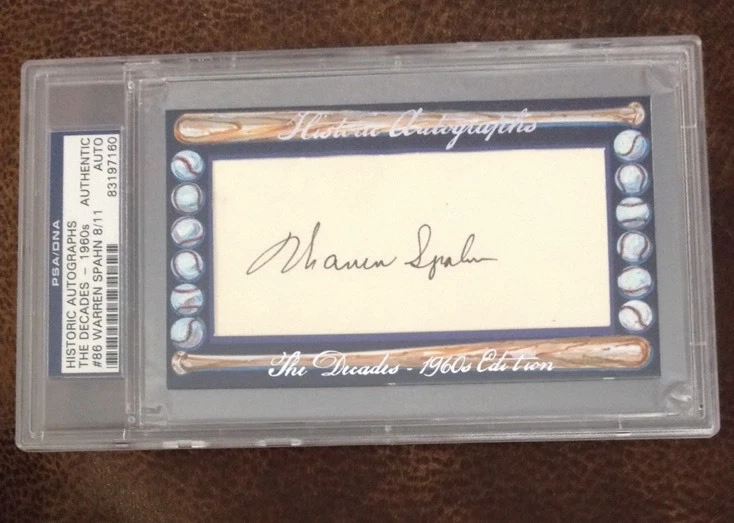 PSA/DNA
HISTORIC AUTOGRAPHS
THE DECADES - 1960s AUTHENTIC
#86 WARREN SPAHN 8/11 AUTO
83197160
Historic Autographs
Warren Spahn
The Decades - 1960s Edition